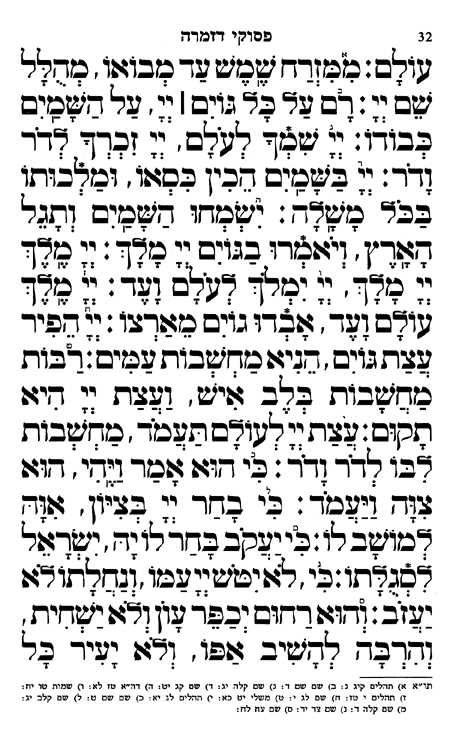 32 פסוקי דזמרה
עוֹלָם: מִמִּזְרַח שֶׁמֶשׁ עַד מְבוֹאוֹ, מְהֻלָּל
שֵׁם יְיָ: רָם עַל כָּל גּוֹיִם | יְיָ, עַל הַשָּׁמַיִם
כְּבוֹדוֹ: יְיָ שִׁמְךָ לְעוֹלָם, יְיָ זִכְרְךָ לְדֹר
וָדֹר: יְיָ בַּשָּׁמַיִם הֵכִין כִּסְאוֹ, וּמַלְכוּתוֹ
בַּכֹּל מָשָׁלָה: יִשְׂמְחוּ הַשָּׁמַיִם וְתָגֵל
הָאָרֶץ, וְיֹאמְרוּ בַגּוֹיִם יְיָ מָלָךְ: יְיָ מֶלֶךְ
יְיָ מָלָךְ, יְיָ יִמְלֹךְ לְעֹלָם וָעֶד: יְיָ מֶלֶךְ
עוֹלָם וָעֶד, אָבְדוּ גוֹיִם מֵאַרְצוֹ: יְיָ הֵפִיר
עֲצַת גּוֹיִם, הֵנִיא מַחְשְׁבוֹת עַמִּים: רַבּוֹת
מַחֲשָׁבוֹת בְּלֶב אִישׁ, וַעֲצַת יְיָ הִיא
תָקוּם: עֲצַת יְיָ לְעוֹלָם תַּעֲמֹד, מַחְשְׁבוֹת
לִבּוֹ לְדֹר וָדֹר: כִּי הוּא אָמַר וַיֶּהִי, הוּא
צִוָּה וַיַּעֲמֹד: כִּי בָחַר יְיָ בְּצִיּוֹן, אִוָּהּ
לְמוֹשָׁב לוֹ: כִּי יַעֲקֹב בָּחַר לוֹ יָהּ, יִשְׂרָאֵל
לִסְגֻלָּתוֹ: כִּי, לֹא יִטֹּשׁ יְיָ עַמּוֹ, וְנַחֲלָתוֹ לֹא
יַעֲזֹב: וְהוּא רַחוּם יְכַפֵּר עָוֹן וְלֹא יַשְׁחִית,
וְהִרְבָּה לְהָשִׁיב אַפּוֹ, וְלֹא יָעִיר כָּל
תו״א א) תהלים קיג ג: ב) שם שם ד: ג) שם קלה יג: ד) שם קג יט: ה) דה״א טז לא: ו) שמות טו יח:
ז) תהלים י טז: ח) שם לג י: ט) משלי יט כא: י) תהלים לג יא: כ) שם שם ט: ל) שם קלב יג:
מ) שם קלה ד: נ) שם צד יד: ס) שם עח לח: